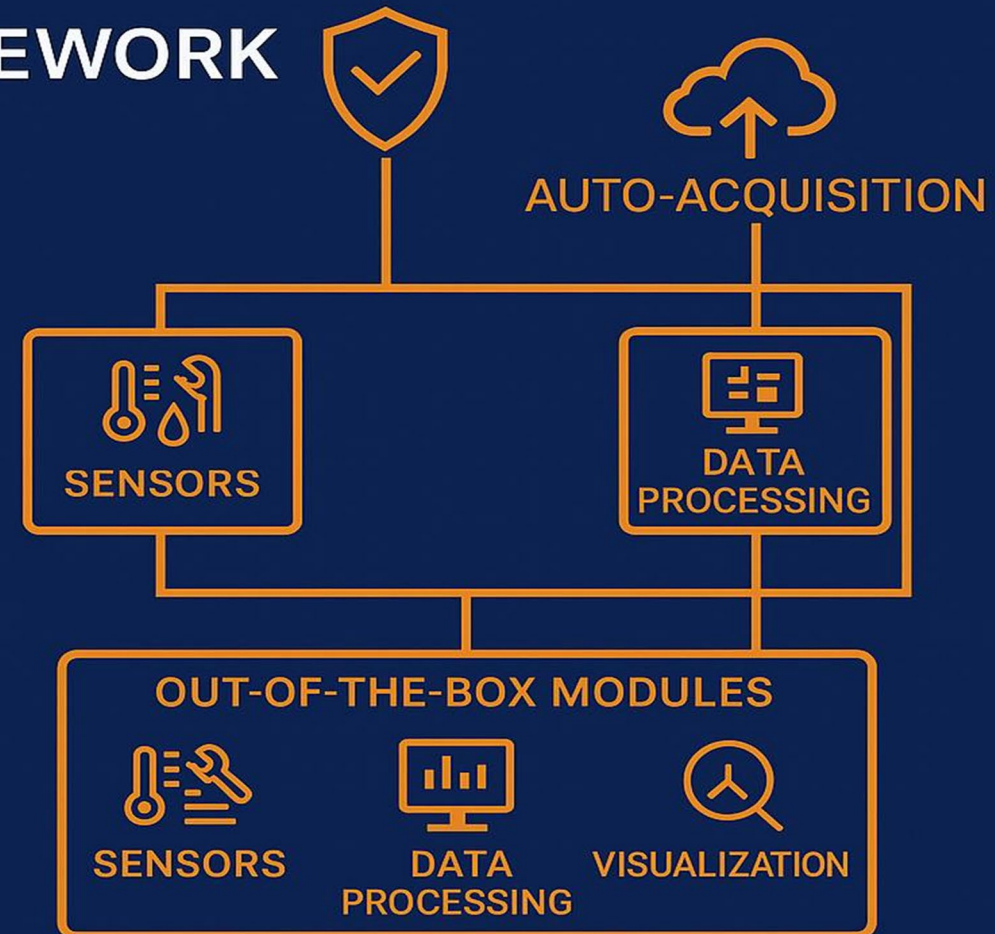 EWORK
AUTO-ACQUISITION
SENSORS
DATA
PROCESSING
OUT-OF-THE-BOX MODULES
SENSORS
DATA
PROCESSING
VISUALIZATION